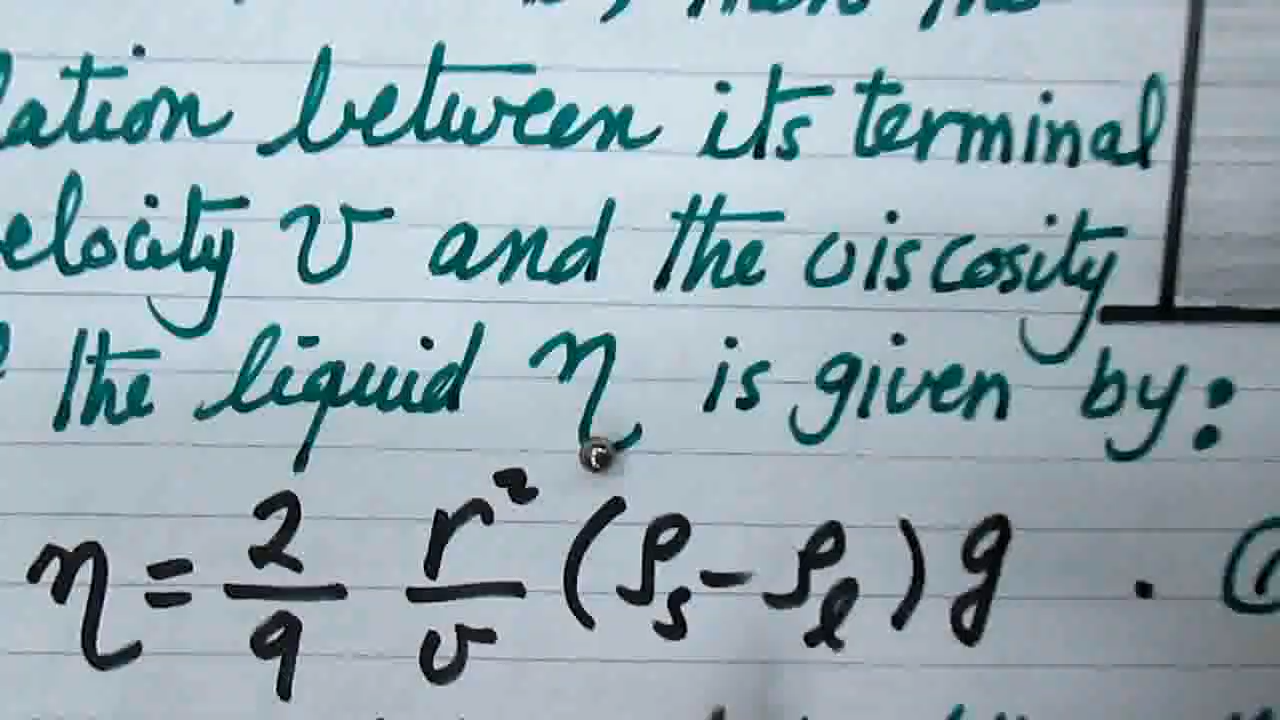 lation between its terminal
elocity v and the viscosity
the liquid η is given by:
η = 2/9 r²/v (ρs - ρl) g .